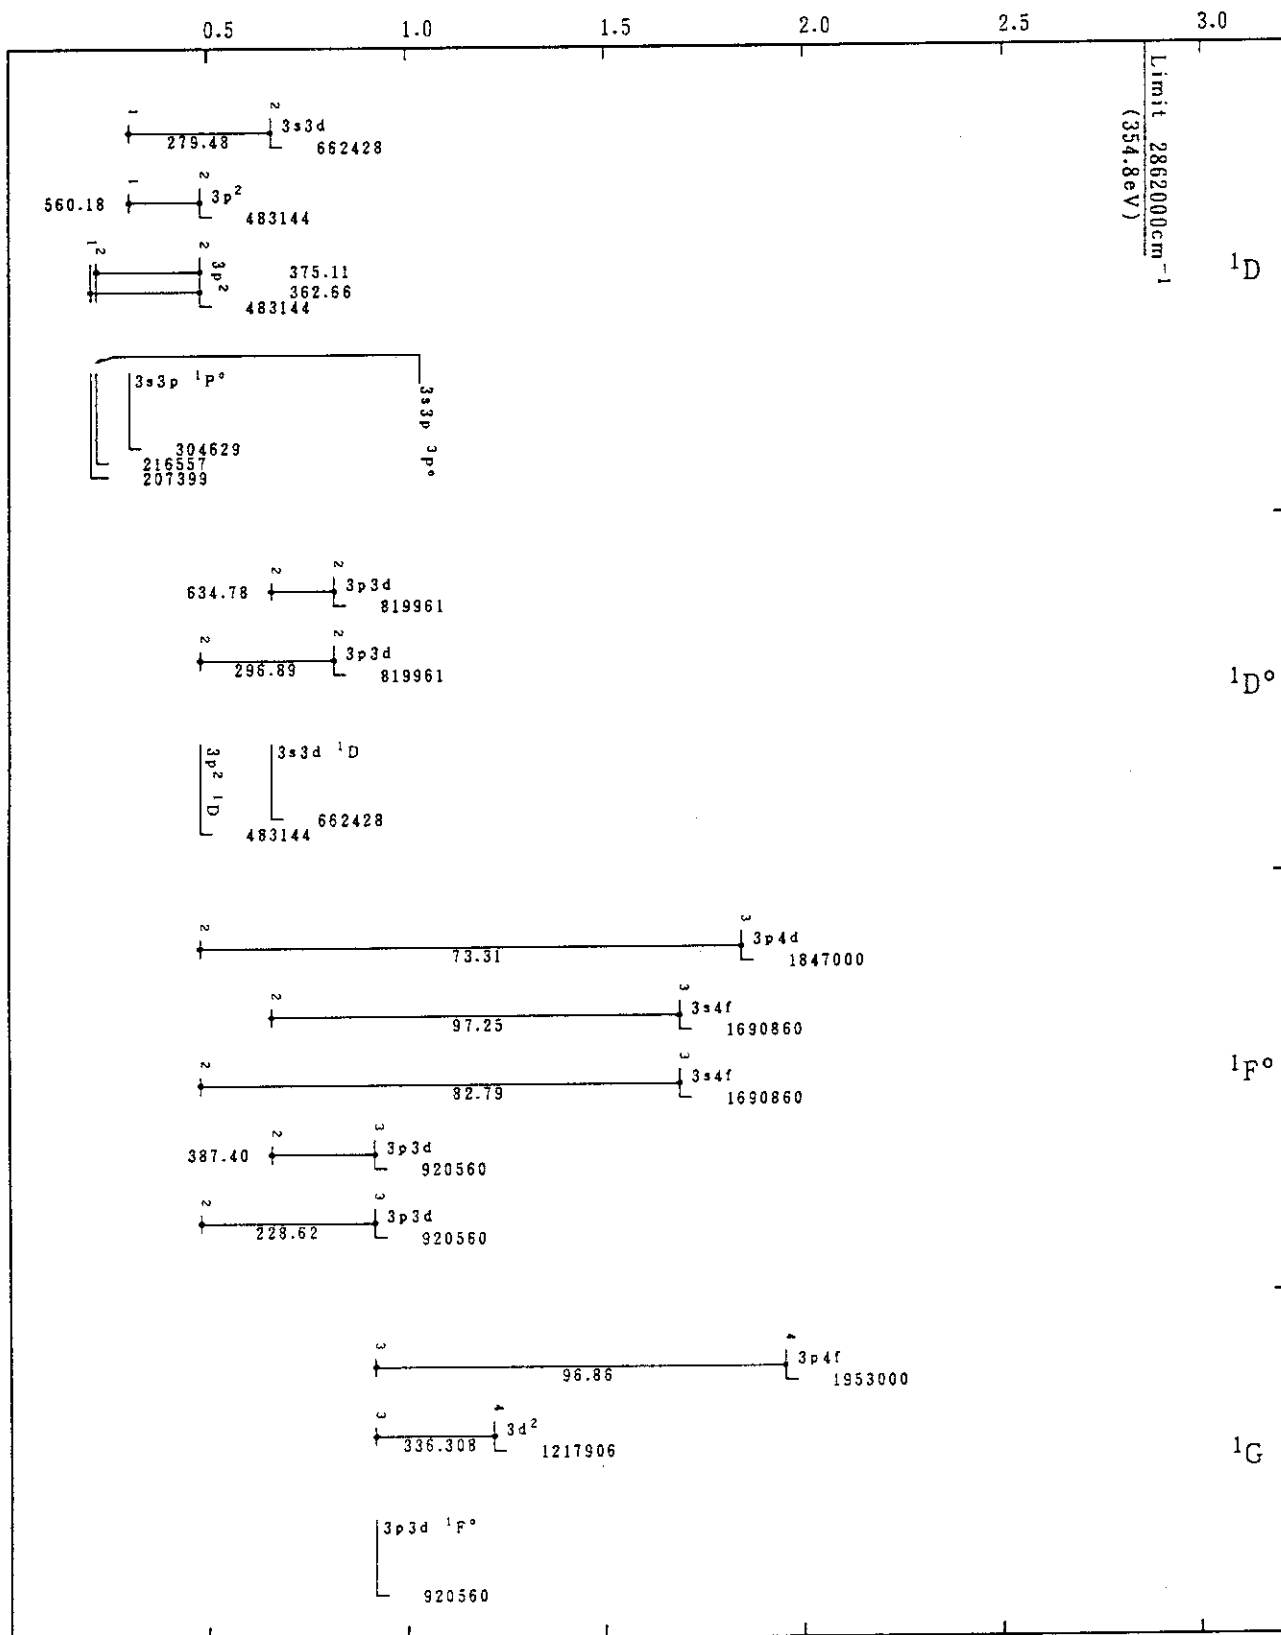 0.5 1.0 1.5 2.0 2.5 3.0
Limit 2862000cm⁻¹
(354.8eV)
1 2 3s3d
279.48 662428
1 2 3p²
560.18 483144
1 2 2 3p² 375.11
362.66
483144
¹D
3s3p ¹P° 3s3p ³P°
304629
216557
207399
2 2 3p3d
634.78 819961
2 2 3p3d
296.89 819961
¹D°
3p² ¹D 3s3d ¹D
662428
483144
2 3 3p4d
73.31 1847000
2 3 3s4f
97.25 1690860
2 3 3s4f
82.79 1690860
¹F°
2 3 3p3d
387.40 920560
2 3 3p3d
228.62 920560
3 4 3p4f
96.86 1953000
3 4 3d²
336.308 1217906
¹G
3p3d ¹F°
920560